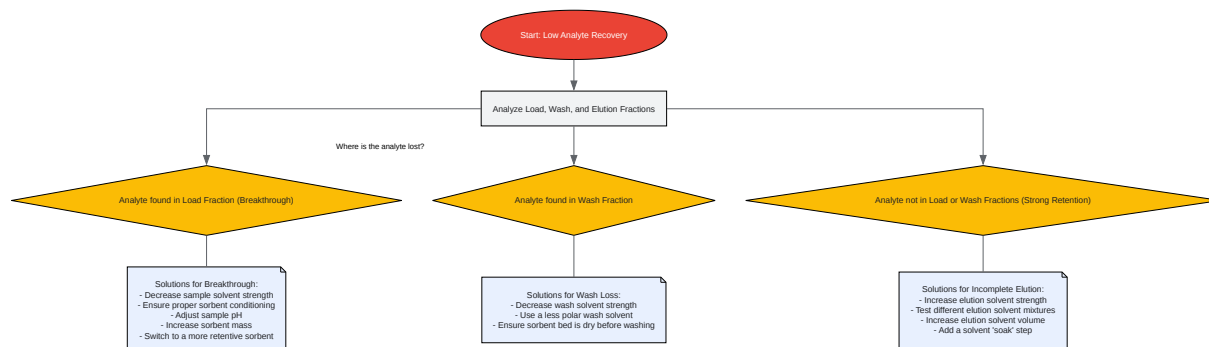 Start: Low Analyte Recovery
Analyze Load, Wash, and Elution Fractions
Where is the analyte lost?
Analyte found in Load Fraction (Breakthrough)
Analyte found in Wash Fraction
Analyte not in Load or Wash Fractions (Strong Retention)
Solutions for Breakthrough:
- Decrease sample solvent strength
- Ensure proper sorbent conditioning
- Adjust sample pH
- Increase sorbent mass
- Switch to a more retentive sorbent
Solutions for Wash Loss:
- Decrease wash solvent strength
- Use a less polar wash solvent
- Ensure sorbent bed is dry before washing
Solutions for Incomplete Elution:
- Increase elution solvent strength
- Test different elution solvent mixtures
- Increase elution solvent volume
- Add a solvent 'soak' step